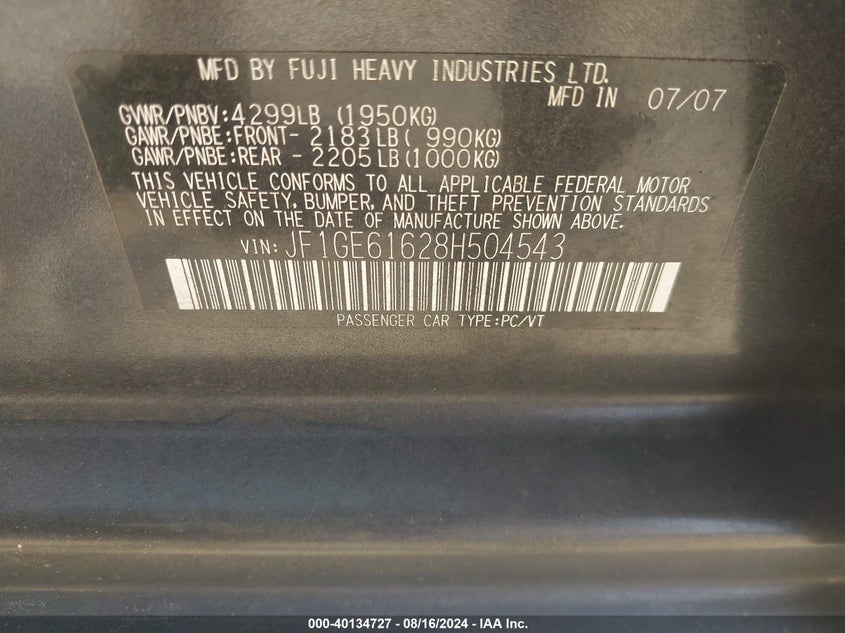 MFD BY FUJI HEAVY INDUSTRIES LTD.
MFD IN 07/07
GVWR/PNBV:4299LB (1950KG)
GAWR/PNBE:FRONT- 2183LB( 990KG)
GAWR/PNBE:REAR - 2205LB(1000KG)
THIS VEHICLE CONFORMS TO ALL APPLICABLE FEDERAL MOTOR
VEHICLE SAFETY, BUMPER, AND THEFT PREVENTION STANDARDS
IN EFFECT ON THE DATE OF MANUFACTURE SHOWN ABOVE.
VIN: JF1GE61628H504543
PASSENGER CAR TYPE:PC/VT
000-40134727 - 08/16/2024 - IAA Inc.